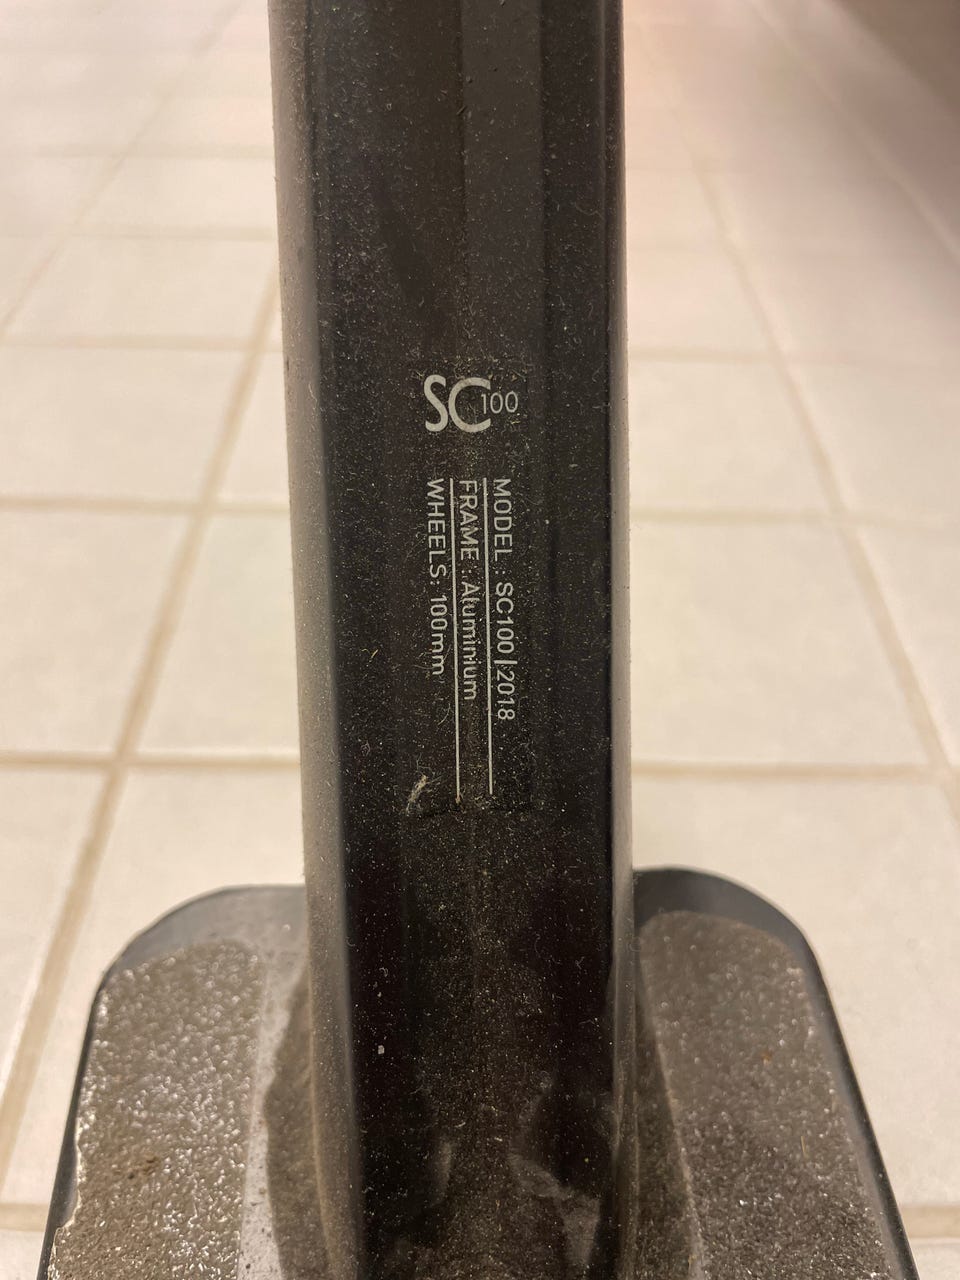 SC100
MODEL : SC100 | 2018
FRAME : Aluminium
WHEELS: 100mm